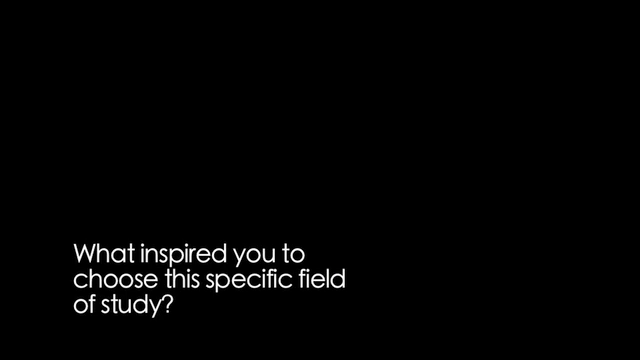 What inspired you to
choose this specific field
of study?